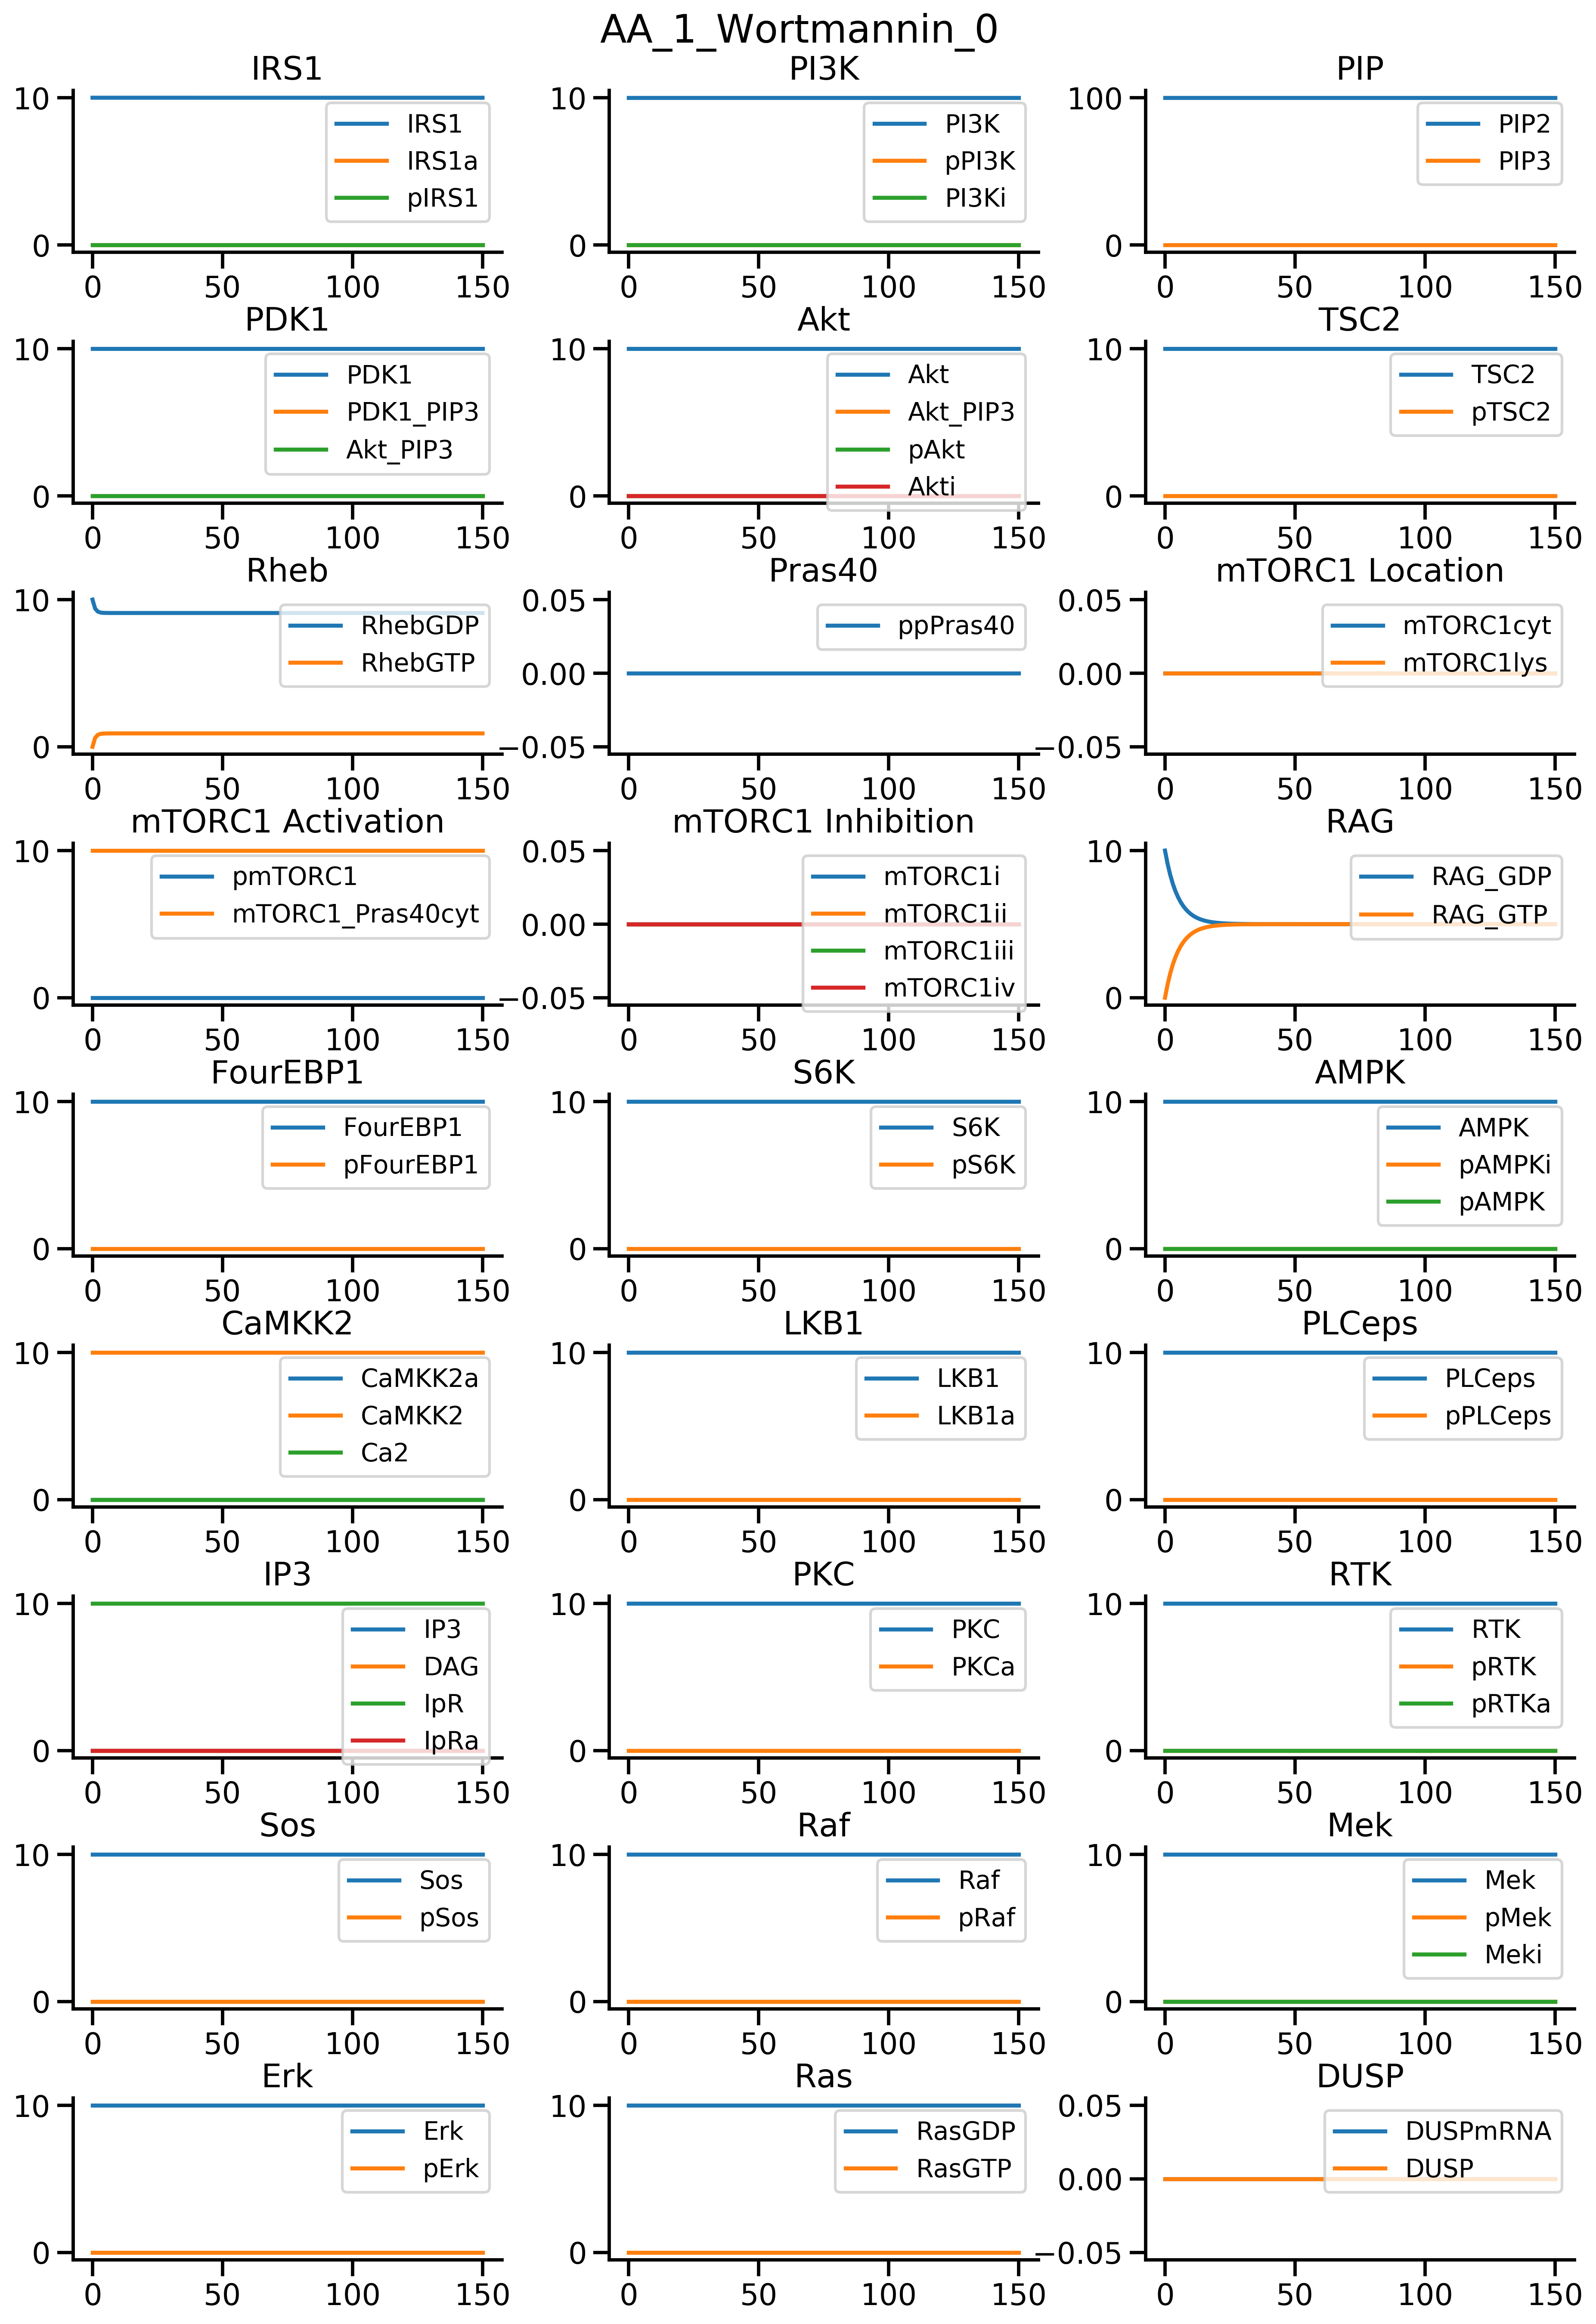 AA_1_Wortmannin_0
IRS1
10
0
IRS1
IRS1a
pIRS1
0 50 100 150
PI3K
10
0
PI3K
pPI3K
PI3Ki
0 50 100 150
PIP
100
0
PIP2
PIP3
0 50 100 150
PDK1
10
0
PDK1
PDK1_PIP3
Akt_PIP3
0 50 100 150
Akt
10
0
Akt
Akt_PIP3
pAkt
Akti
0 50 100 150
TSC2
10
0
TSC2
pTSC2
0 50 100 150
Rheb
10
0
RhebGDP
RhebGTP
0 50 100 150
Pras40
0.05
0.00
−0.05
ppPras40
0 50 100 150
mTORC1 Location
0.05
0.00
−0.05
mTORC1cyt
mTORC1lys
0 50 100 150
mTORC1 Activation
10
0
pmTORC1
mTORC1_Pras40cyt
0 50 100 150
mTORC1 Inhibition
0.05
0.00
−0.05
mTORC1i
mTORC1ii
mTORC1iii
mTORC1iv
0 50 100 150
RAG
10
0
RAG_GDP
RAG_GTP
0 50 100 150
FourEBP1
10
0
FourEBP1
pFourEBP1
0 50 100 150
S6K
10
0
S6K
pS6K
0 50 100 150
AMPK
10
0
AMPK
pAMPKi
pAMPK
0 50 100 150
CaMKK2
10
0
CaMKK2a
CaMKK2
Ca2
0 50 100 150
LKB1
10
0
LKB1
LKB1a
0 50 100 150
PLCeps
10
0
PLCeps
pPLCeps
0 50 100 150
IP3
10
0
IP3
DAG
IpR
IpRa
0 50 100 150
PKC
10
0
PKC
PKCa
0 50 100 150
RTK
10
0
RTK
pRTK
pRTKa
0 50 100 150
Sos
10
0
Sos
pSos
0 50 100 150
Raf
10
0
Raf
pRaf
0 50 100 150
Mek
10
0
Mek
pMek
Meki
0 50 100 150
Erk
10
0
Erk
pErk
0 50 100 150
Ras
10
0
RasGDP
RasGTP
0 50 100 150
DUSP
0.05
0.00
−0.05
DUSPmRNA
DUSP
0 50 100 150